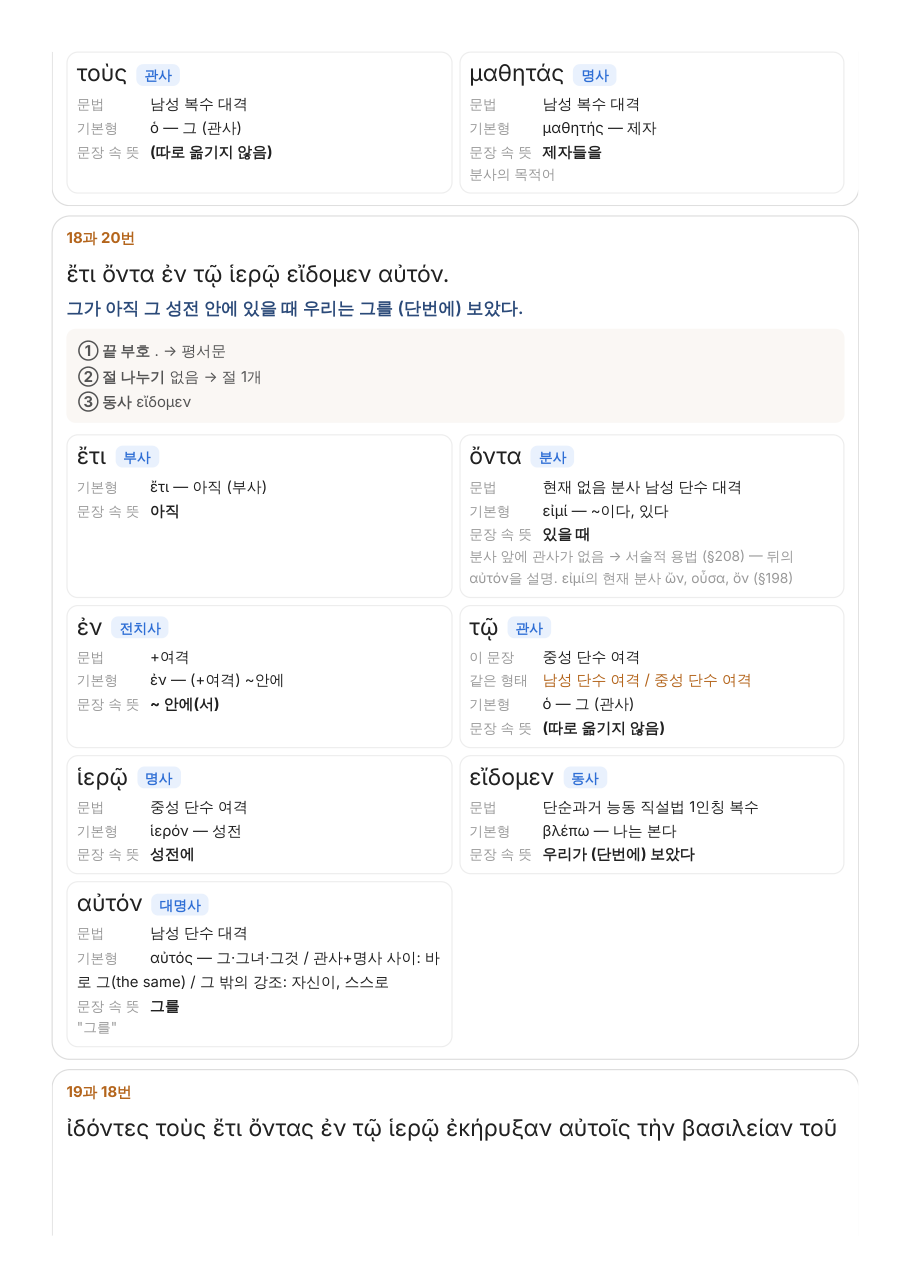 τοὺς 관사
문법 남성 복수 대격
기본형 ὁ — 그 (관사)
문장 속 뜻 (따로 옮기지 않음)
μαθητάς 명사
문법 남성 복수 대격
기본형 μαθητής — 제자
문장 속 뜻 제자들을
분사의 목적어
18과 20번
ἔτι ὄντα ἐν τῷ ἱερῷ εἴδομεν αὐτόν.
그가 아직 그 성전 안에 있을 때 우리는 그를 (단번에) 보았다.
① 끝 부호 . → 평서문
② 절 나누기 없음 → 절 1개
③ 동사 εἴδομεν
ἔτι 부사
기본형 ἔτι — 아직 (부사)
문장 속 뜻 아직
ὄντα 분사
문법 현재 없음 분사 남성 단수 대격
기본형 εἰμί — ~이다, 있다
문장 속 뜻 있을 때
분사 앞에 관사가 없음 → 서술적 용법 (§208) — 뒤의
αὐτόν을 설명. εἰμί의 현재 분사 ὤν, οὖσα, ὄν (§198)
ἐν 전치사
문법 +여격
기본형 ἐν — (+여격) ~안에
문장 속 뜻 ~ 안에(서)
τῷ 관사
이 문장 중성 단수 여격
같은 형태 남성 단수 여격 / 중성 단수 여격
기본형 ὁ — 그 (관사)
문장 속 뜻 (따로 옮기지 않음)
ἱερῷ 명사
문법 중성 단수 여격
기본형 ἱερόν — 성전
문장 속 뜻 성전에
εἴδομεν 동사
문법 단순과거 능동 직설법 1인칭 복수
기본형 βλέπω — 나는 본다
문장 속 뜻 우리가 (단번에) 보았다
αὐτόν 대명사
문법 남성 단수 대격
기본형 αὐτός — 그·그녀·그것 / 관사+명사 사이: 바
로 그(the same) / 그 밖의 강조: 자신이, 스스로
문장 속 뜻 그를
"그를"
19과 18번
ἰδόντες τοὺς ἔτι ὄντας ἐν τῷ ἱερῷ ἐκήρυξαν αὐτοῖς τὴν βασιλείαν τοῦ